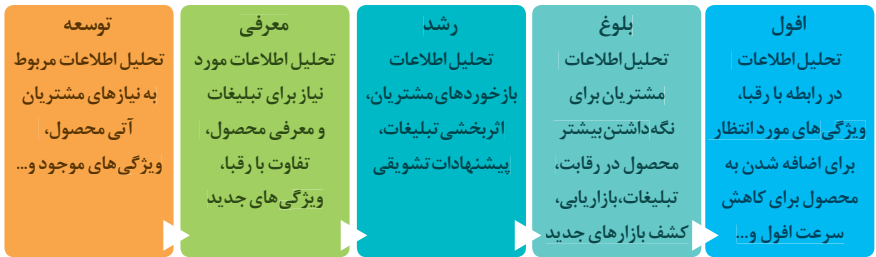 توسعه
تحلیل اطلاعات مربوط
به نیازهای مشتریان
آتی محصول،
ویژگی‌های موجود و...
معرفی
تحلیل اطلاعات مورد
نیاز برای تبلیغات
و معرفی محصول،
تفاوت با رقبا،
ویژگی‌های جدید
رشد
تحلیل اطلاعات
بازخوردهای مشتریان،
اثربخشی تبلیغات،
پیشنهادات تشویقی
بلوغ
تحلیل اطلاعات
مشتریان برای
نگه‌داشتن بیشتر
محصول در رقابت،
تبلیغات، بازاریابی،
کشف بازارهای جدید
افول
تحلیل اطلاعات
در رابطه با رقبا،
ویژگی‌های مورد انتظار
برای اضافه شدن به
محصول برای کاهش
سرعت افول و...